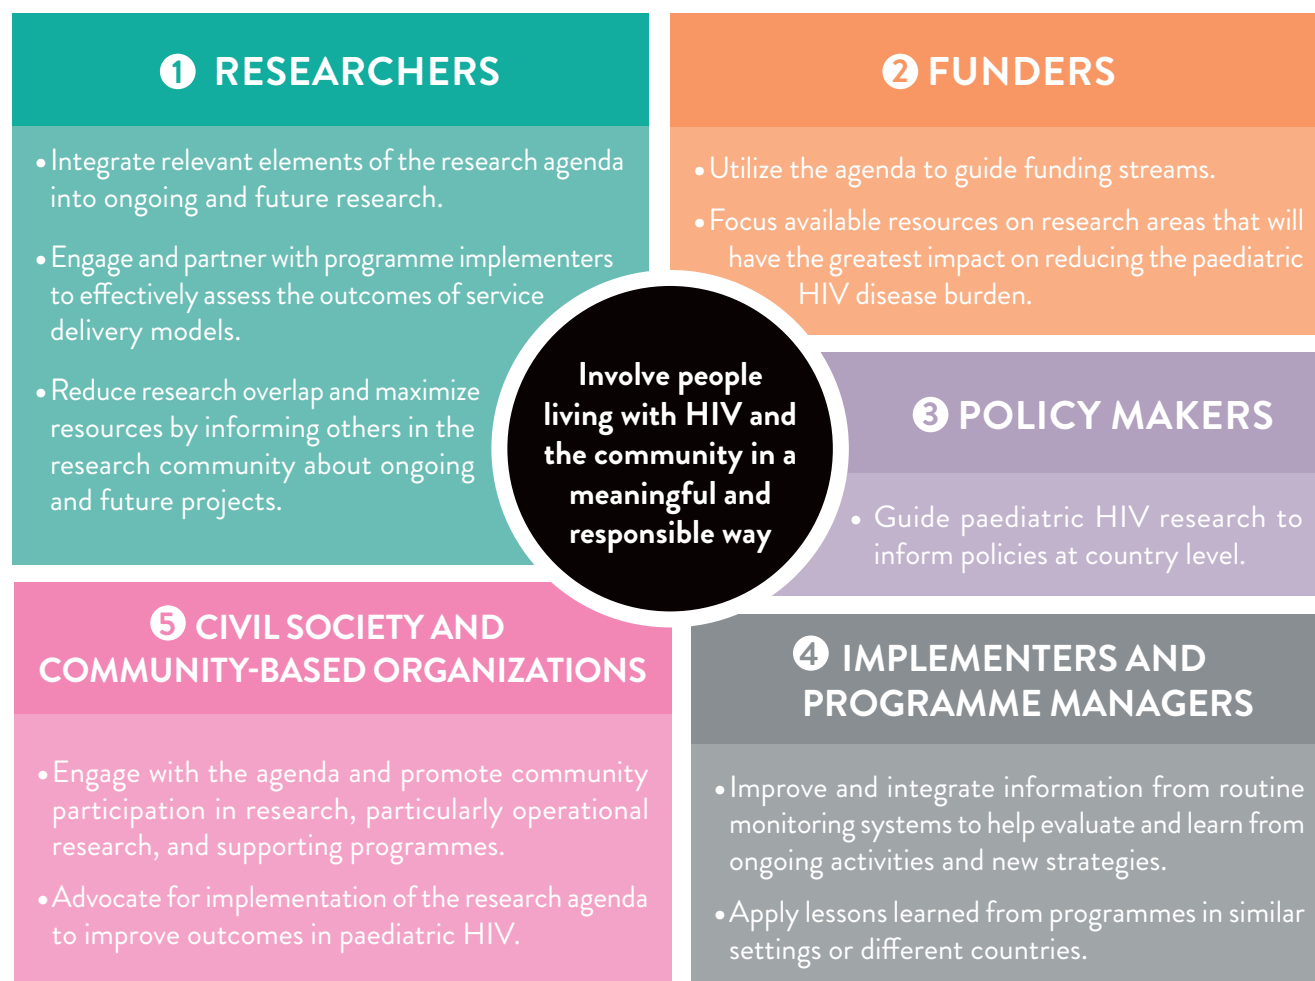 1 RESEARCHERS
• Integrate relevant elements of the research agenda
into ongoing and future research.
• Engage and partner with programme implementers
to effectively assess the outcomes of service
delivery models.
• Reduce research overlap and maximize
resources by informing others in the
research community about ongoing
and future projects.
2 FUNDERS
• Utilize the agenda to guide funding streams.
• Focus available resources on research areas that will
have the greatest impact on reducing the paediatric
HIV disease burden.
Involve people
living with HIV and
the community in a
meaningful and
responsible way
3 POLICY MAKERS
• Guide paediatric HIV research to
inform policies at country level.
4 IMPLEMENTERS AND
PROGRAMME MANAGERS
• Improve and integrate information from routine
monitoring systems to help evaluate and learn from
ongoing activities and new strategies.
• Apply lessons learned from programmes in similar
settings or different countries.
5 CIVIL SOCIETY AND
COMMUNITY-BASED ORGANIZATIONS
• Engage with the agenda and promote community
participation in research, particularly operational
research, and supporting programmes.
• Advocate for implementation of the research agenda
to improve outcomes in paediatric HIV.